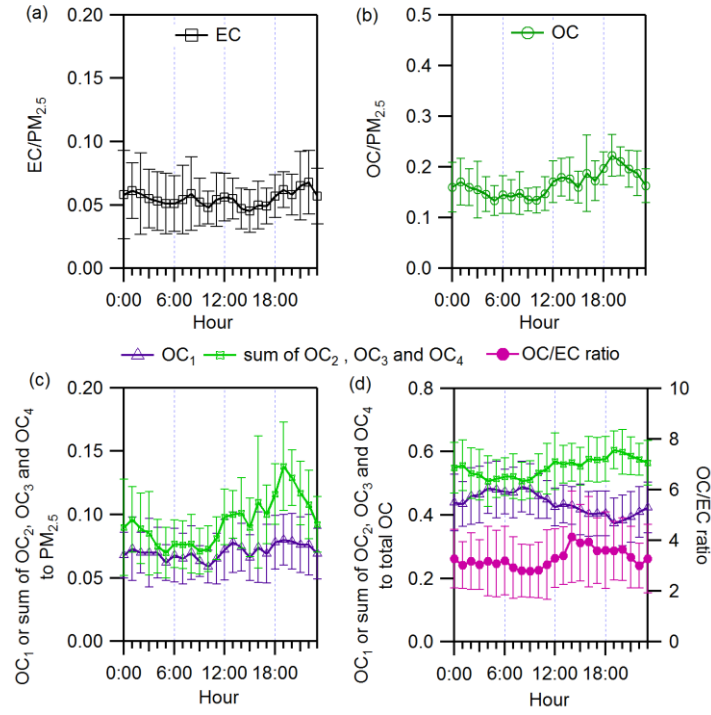 (a)
EC
0.20
0.15
0.10
0.05
0.00
EC/PM2.5
0:00 6:00 12:00 18:00
Hour
(b)
OC
0.5
0.4
0.3
0.2
0.1
0.0
OC/PM2.5
0:00 6:00 12:00 18:00
Hour
OC1 sum of OC2 , OC3 and OC4 OC/EC ratio
(c)
0.20
0.15
0.10
0.05
0.00
OC1 or sum of OC2, OC3 and OC4
to PM2.5
0:00 6:00 12:00 18:00
Hour
(d)
0.8
0.6
0.4
0.2
0.0
OC1 or sum of OC2, OC3 and OC4
to total OC
10
8
6
4
2
0
OC/EC ratio
0:00 6:00 12:00 18:00
Hour